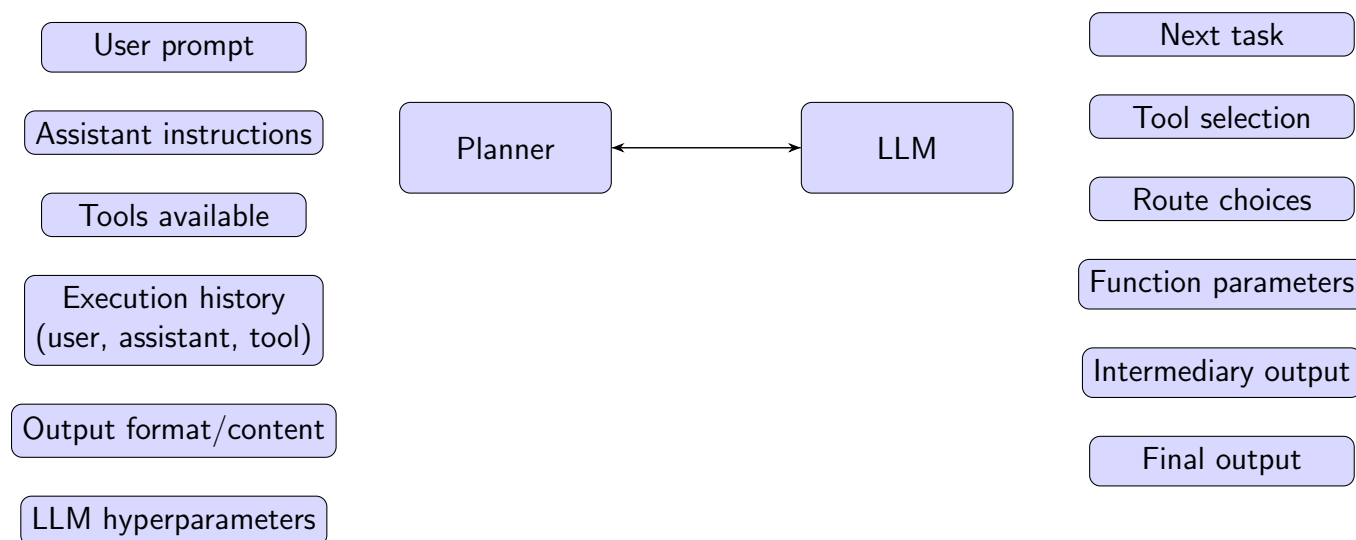 User prompt
Assistant instructions
Tools available
Execution history
(user, assistant, tool)
Output format/content
LLM hyperparameters
Planner
LLM
Next task
Tool selection
Route choices
Function parameters
Intermediary output
Final output